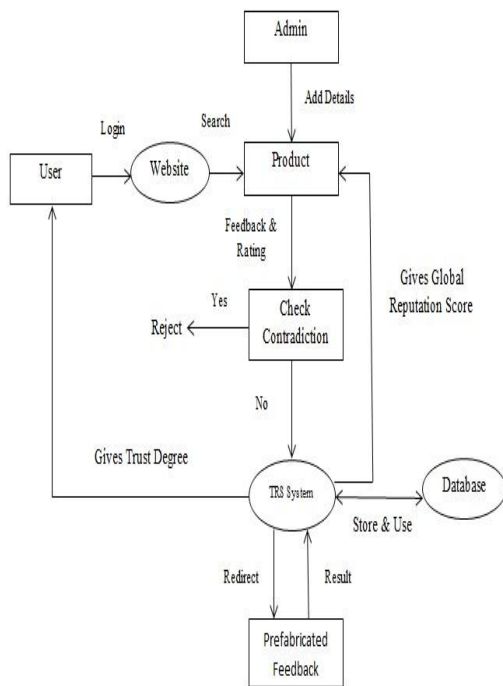 Admin
Add Details
Login
Search
User
Website
Product
Feedback &
Rating
Gives Global
Reputation Score
Yes
Check
Contradiction
Reject
No
Gives Trust Degree
TRS System
Database
Store & Use
Redirect
Result
Prefabricated
Feedback